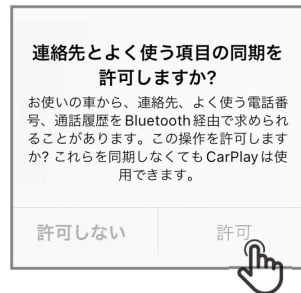 連絡先とよく使う項目の同期を
許可しますか?
お使いの車から、連絡先、よく使う電話番
号、通話履歴をBluetooth経由で求められ
ることがあります。この操作を許可します
か? これらを同期しなくてもCarPlayは使
用できます。
許可しない
許可